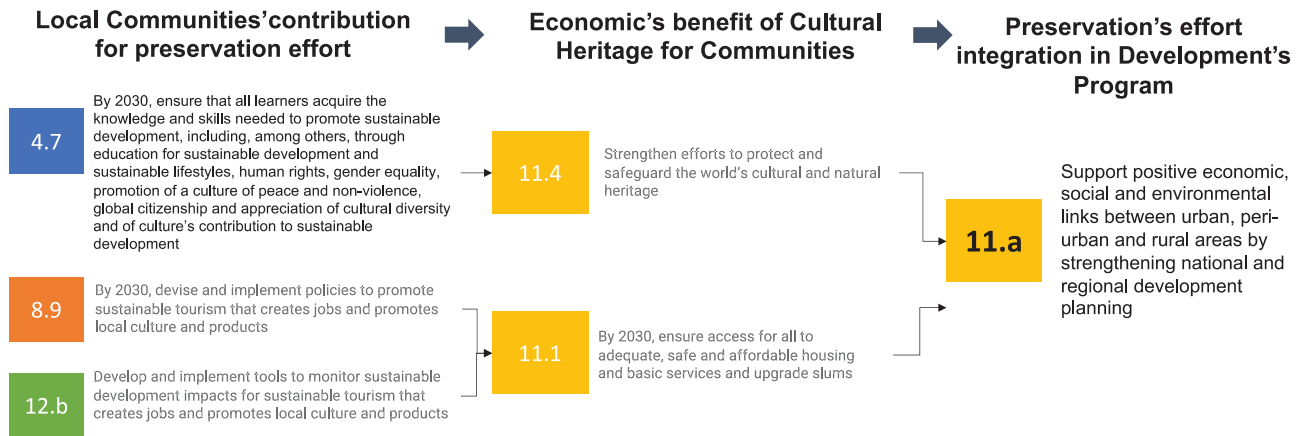 Local Communities'contribution
for preservation effort
Economic's benefit of Cultural
Heritage for Communities
Preservation's effort
integration in Development's
Program
4.7
By 2030, ensure that all learners acquire the
knowledge and skills needed to promote sustainable
development, including, among others, through
education for sustainable development and
sustainable lifestyles, human rights, gender equality,
promotion of a culture of peace and non-violence,
global citizenship and appreciation of cultural diversity
and of culture's contribution to sustainable
development
8.9
By 2030, devise and implement policies to promote
sustainable tourism that creates jobs and promotes
local culture and products
12.b
Develop and implement tools to monitor sustainable
development impacts for sustainable tourism that
creates jobs and promotes local culture and products
11.4
Strengthen efforts to protect and
safeguard the world's cultural and natural
heritage
11.1
By 2030, ensure access for all to
adequate, safe and affordable housing
and basic services and upgrade slums
11.a
Support positive economic,
social and environmental
links between urban, peri-
urban and rural areas by
strengthening national and
regional development
planning